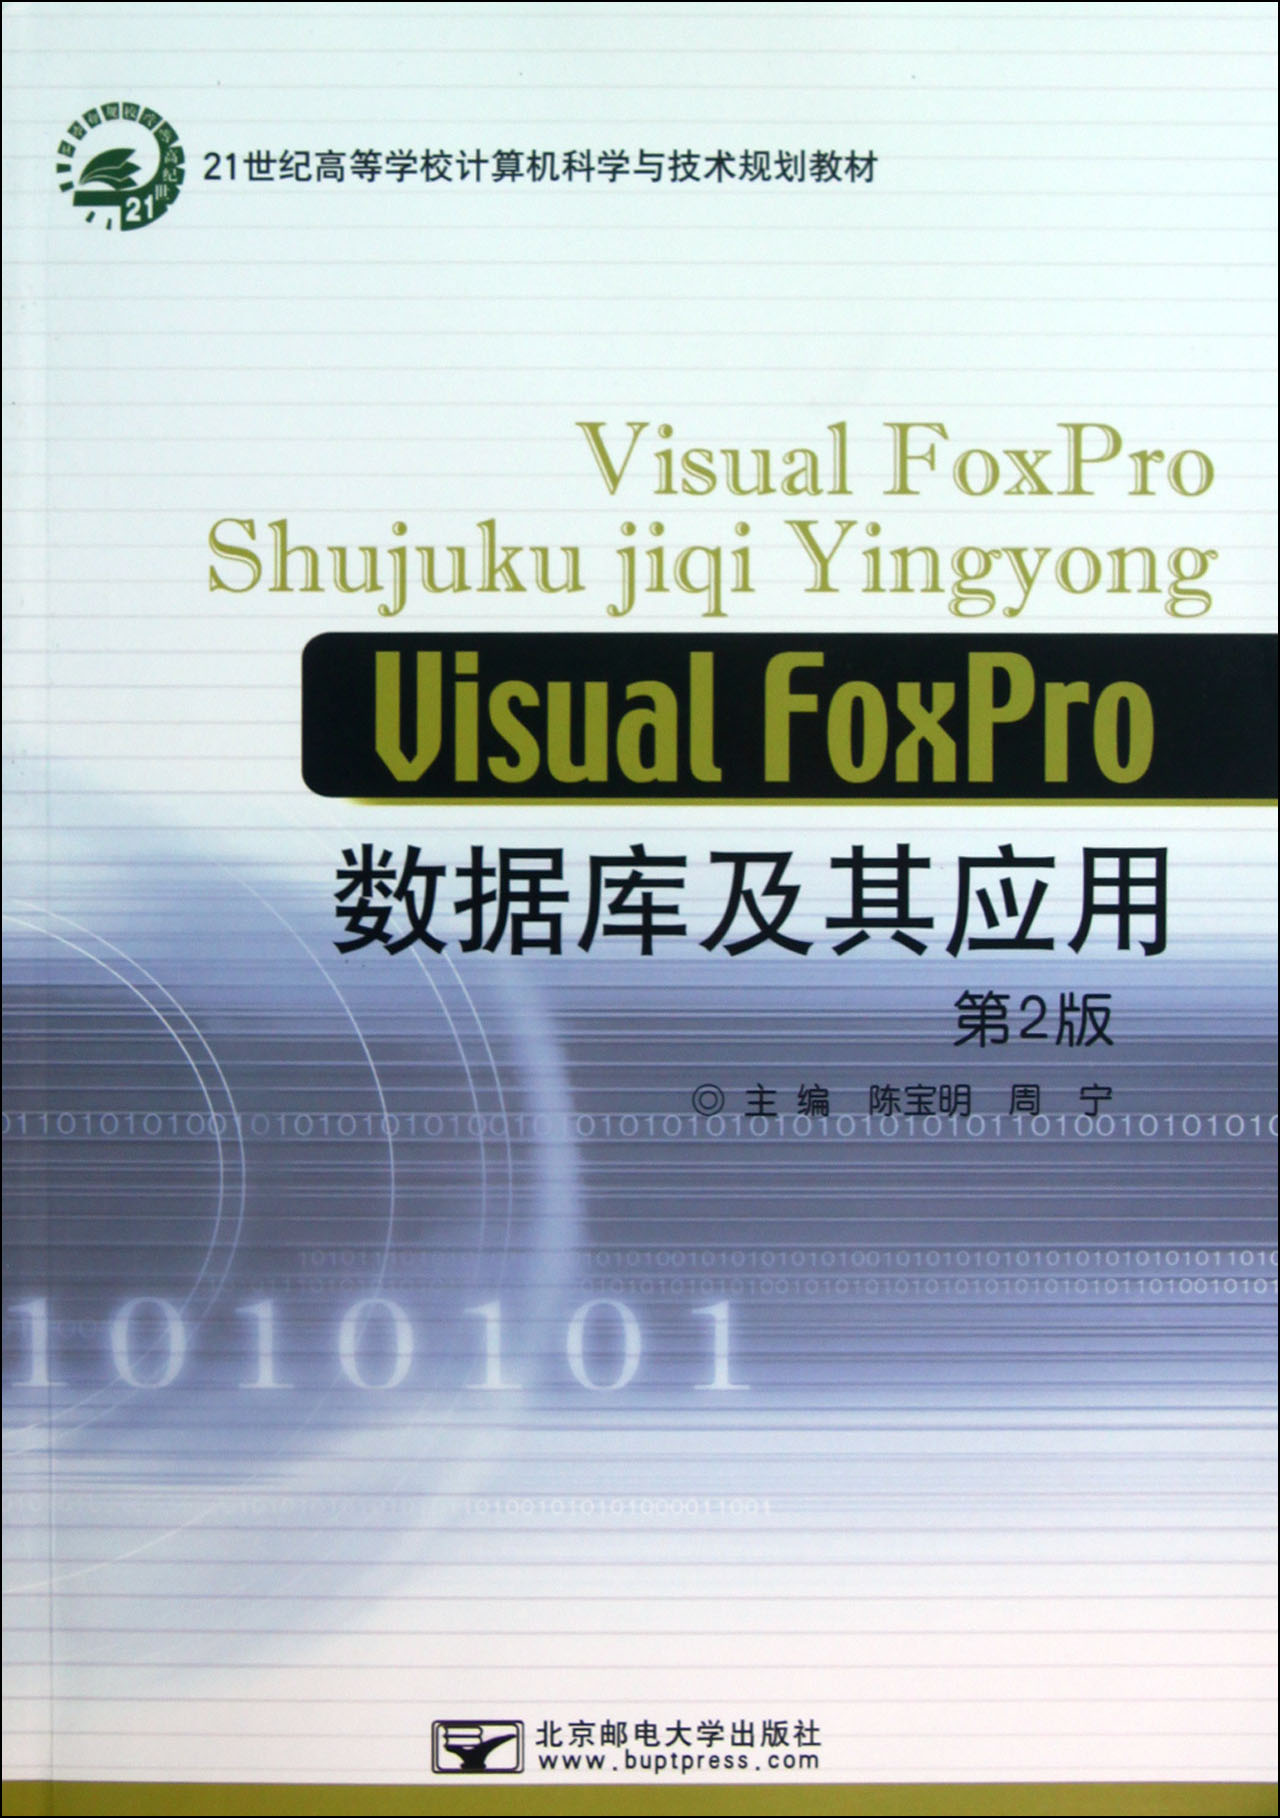 21世纪高等学校计算机科学与技术规划教材
21
Visual FoxPro
Shujuku jiqi Yingyong
Visual FoxPro
数据库及其应用
第2版
◎ 主 编 陈宝明 周 宁
1010101
北京邮电大学出版社
www.buptpress.com